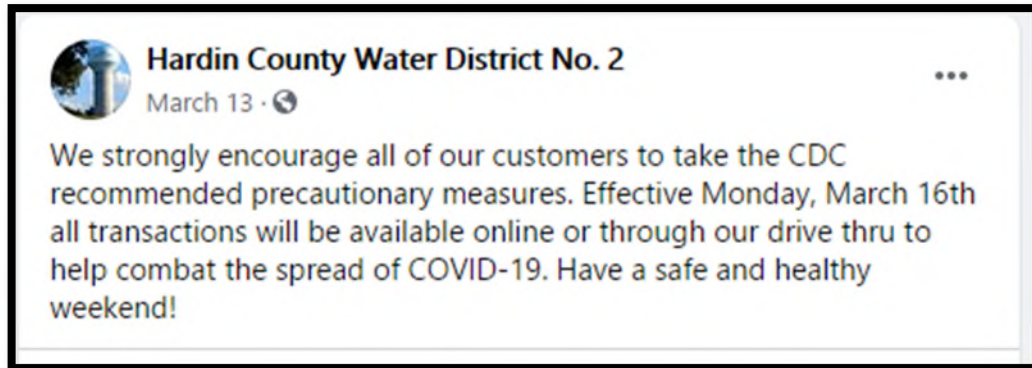 Hardin County Water District No. 2
March 13 ·
We strongly encourage all of our customers to take the CDC
recommended precautionary measures. Effective Monday, March 16th
all transactions will be available online or through our drive thru to
help combat the spread of COVID-19. Have a safe and healthy
weekend!